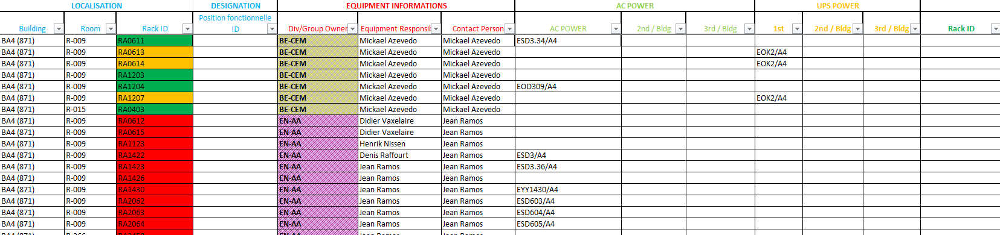 LOCALISATION DESIGNATION EQUIPMENT INFORMATIONS AC POWER UPS POWER
Position fonctionnelle
Building Room Rack ID ID Div/Group Owner Equipment Responsib Contact Person AC POWER 2nd / Bldg 3rd / Bldg 1st 2nd / Bldg 3rd / Bldg Rack ID
BA4 (871) R-009 RA0611 BE-CEM Mickael Azevedo Mickael Azevedo ESD3.34/A4
BA4 (871) R-009 RA0613 BE-CEM Mickael Azevedo Mickael Azevedo EOK2/A4
BA4 (871) R-009 RA0614 BE-CEM Mickael Azevedo Mickael Azevedo EOK2/A4
BA4 (871) R-009 RA1203 BE-CEM Mickael Azevedo Mickael Azevedo
BA4 (871) R-009 RA1204 BE-CEM Mickael Azevedo Mickael Azevedo EOD309/A4
BA4 (871) R-009 RA1207 BE-CEM Mickael Azevedo Mickael Azevedo EOK2/A4
BA4 (871) R-015 RA0403 BE-CEM Mickael Azevedo Mickael Azevedo
BA4 (871) R-009 RA0612 EN-AA Didier Vaxelaire Jean Ramos
BA4 (871) R-009 RA0615 EN-AA Didier Vaxelaire Jean Ramos
BA4 (871) R-009 RA1123 EN-AA Henrik Nissen Jean Ramos
BA4 (871) R-009 RA1422 EN-AA Denis Raffourt Jean Ramos ESD3/A4
BA4 (871) R-009 RA1423 EN-AA Jean Ramos Jean Ramos ESD3.36/A4
BA4 (871) R-009 RA1426 EN-AA Jean Ramos Jean Ramos
BA4 (871) R-009 RA1430 EN-AA Jean Ramos Jean Ramos EYY1430/A4
BA4 (871) R-009 RA2062 EN-AA Jean Ramos Jean Ramos ESD603/A4
BA4 (871) R-009 RA2063 EN-AA Jean Ramos Jean Ramos ESD604/A4
BA4 (871) R-009 RA2064 EN-AA Jean Ramos Jean Ramos ESD605/A4
BA4 (871) EN-AA Jean Ramos Jean Ramos